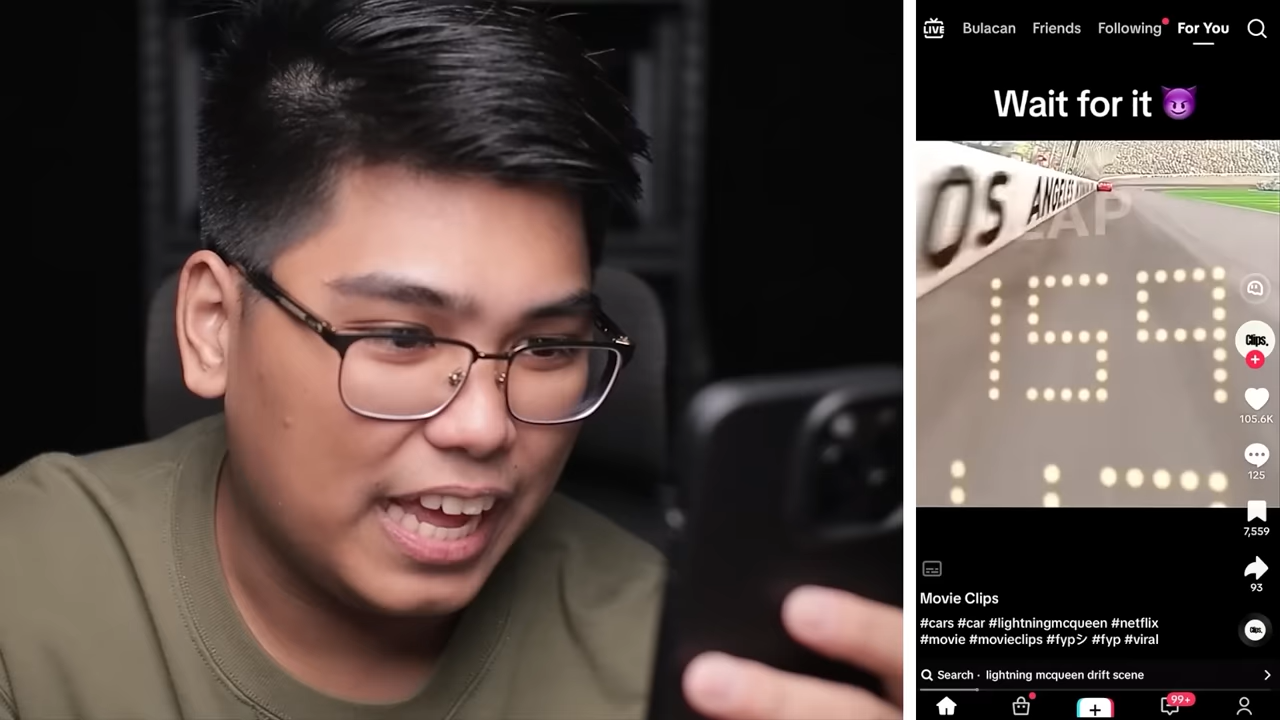 LIVE
Bulacan
Friends
Following
For You
Wait for it
OS ANGELES
LAP
159
Clips.
105.6K
125
7,559
93
Movie Clips
#cars #car #lightningmcqueen #netflix
#movie #movieclips #fypシ #fyp #viral
Clips.
Search · lightning mcqueen drift scene
99+